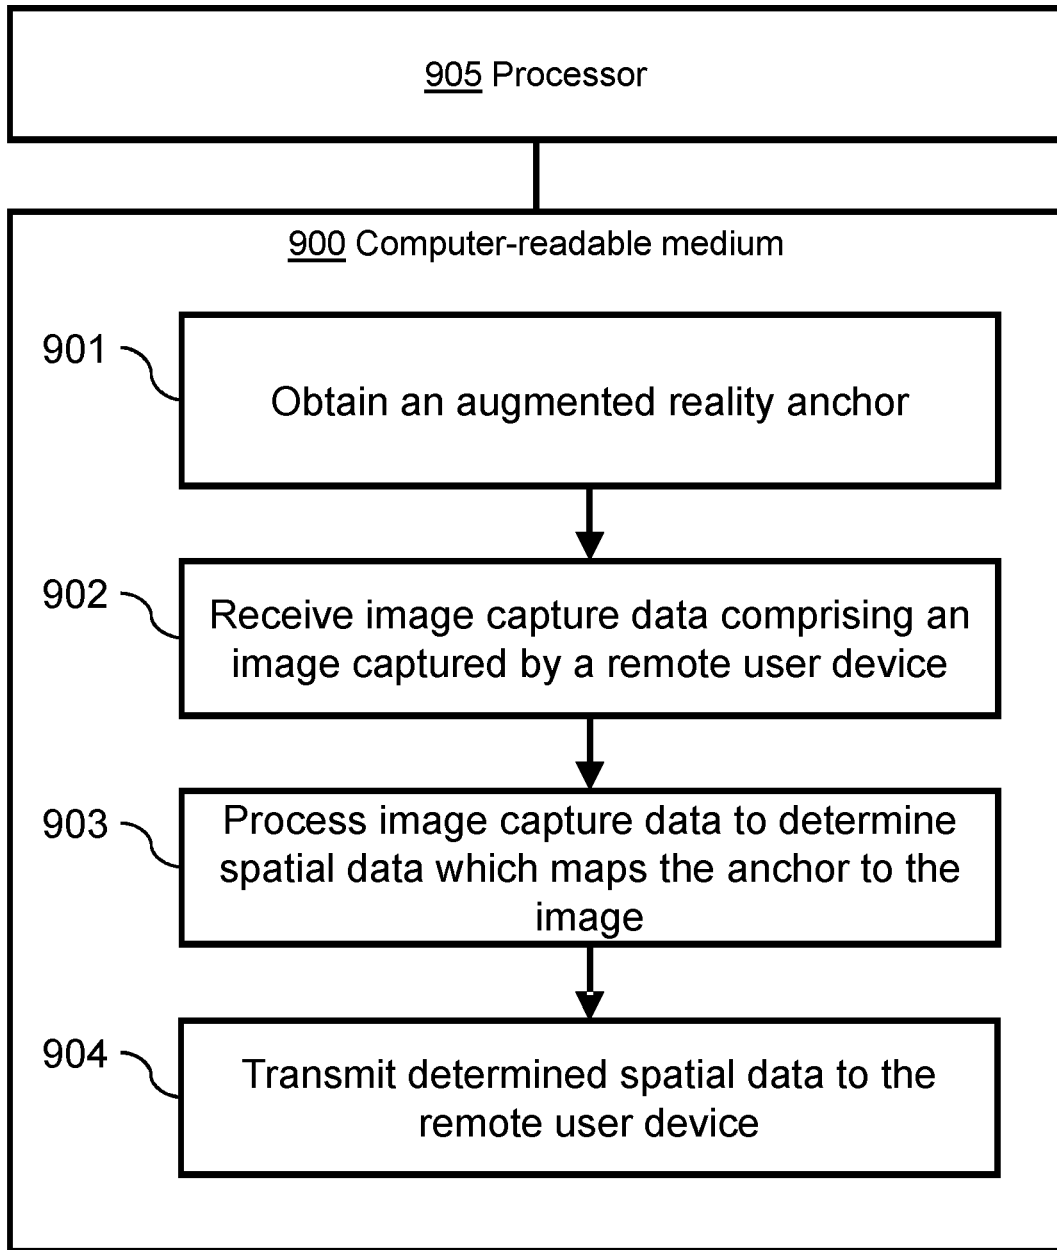 905 Processor
900 Computer-readable medium
901
Obtain an augmented reality anchor
902
Receive image capture data comprising an
image captured by a remote user device
903
Process image capture data to determine
spatial data which maps the anchor to the
image
904
Transmit determined spatial data to the
remote user device